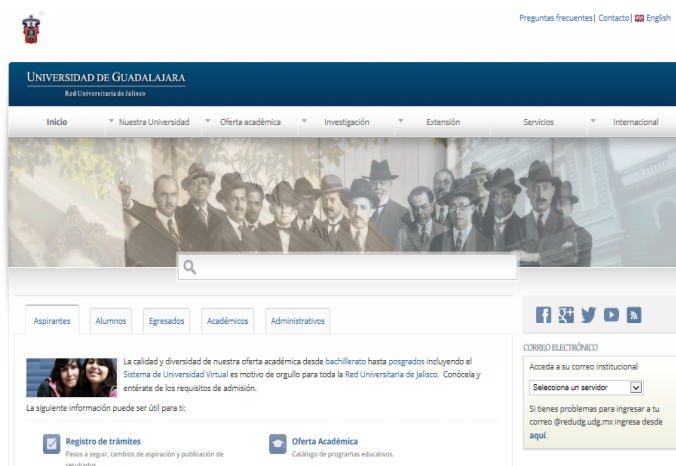 Preguntas frecuentes| Contacto| English
UNIVERSIDAD DE GUADALAJARA
Red Universitaria de Jalisco
Inicio Nuestra Universidad Oferta académica Investigación Extensión Servicios Internacional
Aspirantes Alumnos Egresados Académicos Administrativos
La calidad y diversidad de nuestra oferta académica desde bachillerato hasta posgrados incluyendo el
Sistema de Universidad Virtual es motivo de orgullo para toda la Red Universitaria de Jalisco. Conócela y
entérate de los requisitos de admisión.
La siguiente información puede ser útil para ti:
Registro de trámites
Pasos a seguir, cambios de aspiración y publicación de
resultados
Oferta Académica
Catálogo de programas educativos.
CORREO ELECTRÓNICO
Acceda a su correo institucional
Selecciona un servidor
Si tienes problemas para ingresar a tu
correo @redudg.udg.mx ingresa desde
aquí.